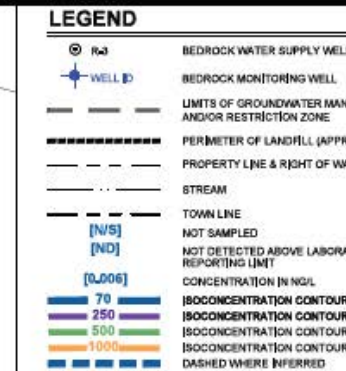 LEGEND
R-3 BEDROCK WATER SUPPLY WELL
WELL ID BEDROCK MONITORING WELL
LIMITS OF GROUNDWATER MAN
AND/OR RESTRICTION ZONE
PERIMETER OF LANDFILL (APPR
PROPERTY LINE & RIGHT OF WA
STREAM
TOWN LINE
[N/S] NOT SAMPLED
[ND] NOT DETECTED ABOVE LABORA
REPORTING LIMIT
[0.006] CONCENTRATION IN NG/L
70 ISOCONCENTRATION CONTOUR
250 ISOCONCENTRATION CONTOUR
500 ISOCONCENTRATION CONTOUR
1000 ISOCONCENTRATION CONTOUR
DASHED WHERE INFERRED